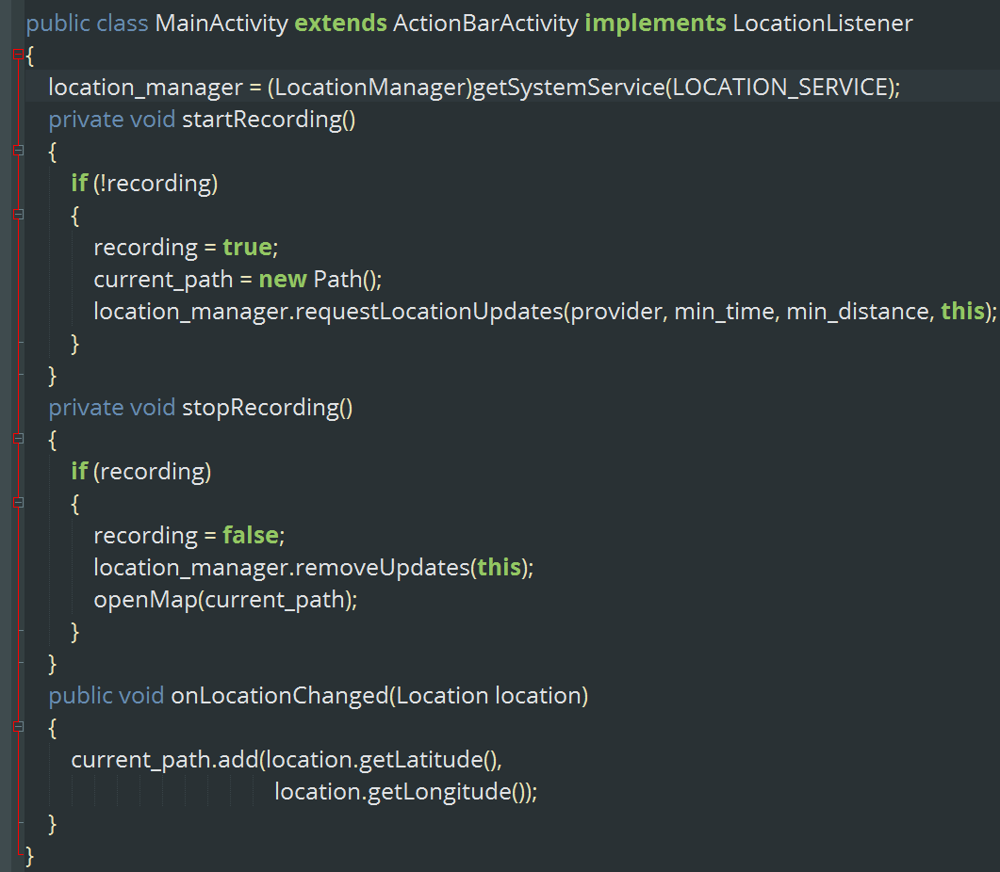 public class MainActivity extends ActionBarActivity implements LocationListener
{
location_manager = (LocationManager)getSystemService(LOCATION_SERVICE);
private void startRecording()
{
if (!recording)
{
recording = true;
current_path = new Path();
location_manager.requestLocationUpdates(provider, min_time, min_distance, this);
}
}
private void stopRecording()
{
if (recording)
{
recording = false;
location_manager.removeUpdates(this);
openMap(current_path);
}
}
public void onLocationChanged(Location location)
{
current_path.add(location.getLatitude(),
location.getLongitude());
}
}